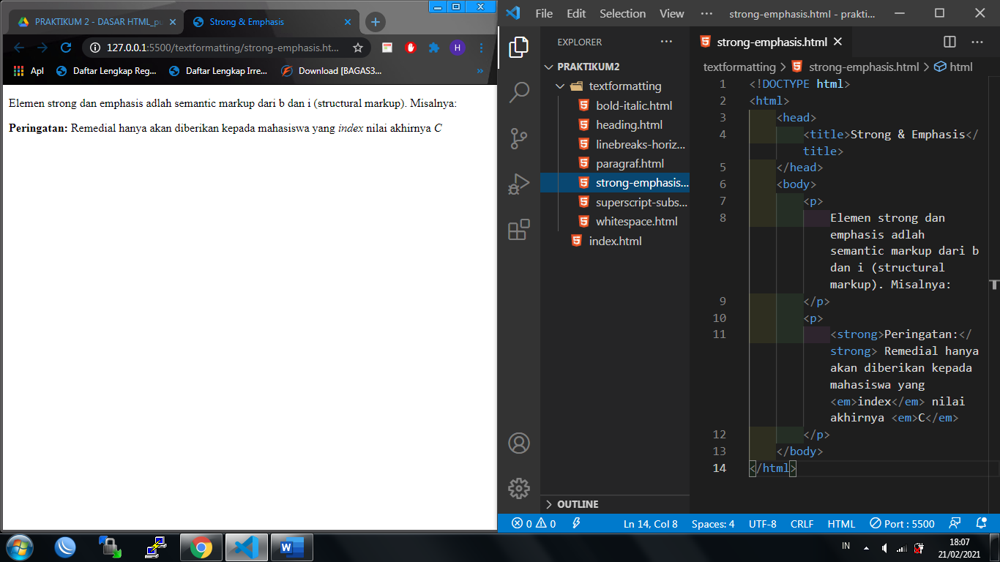 PRAKTIKUM 2 - DASAR HTML_pu
Strong & Emphasis
127.0.0.1:5500/textformatting/strong-emphasis.ht...
H
Apl
Daftar Lengkap Reg...
Daftar Lengkap Irre...
Download [BAGAS3...
»
Elemen strong dan emphasis adlah semantic markup dari b dan i (structural markup). Misalnya:
Peringatan: Remedial hanya akan diberikan kepada mahasiswa yang index nilai akhirnya C
File Edit Selection View ··· strong-emphasis.html - prakti...
EXPLORER ···
PRAKTIKUM2
textformatting
bold-italic.html
heading.html
linebreaks-horiz...
paragraf.html
strong-emphasis...
superscript-subs...
whitespace.html
index.html
OUTLINE
strong-emphasis.html
textformatting > strong-emphasis.html > html
1 <!DOCTYPE html>
2 <html>
3 <head>
4 <title>Strong & Emphasis</
title>
5 </head>
6 <body>
7 <p>
8 Elemen strong dan
emphasis adlah
semantic markup dari b
dan i (structural
markup). Misalnya:
9 </p>
10 <p>
11 <strong>Peringatan:</
strong> Remedial hanya
akan diberikan kepada
mahasiswa yang
<em>index</em> nilai
akhirnya <em>C</em>
12 </p>
13 </body>
14 </html>
0 0 Ln 14, Col 8 Spaces: 4 UTF-8 CRLF HTML Port : 5500
IN
18:07
21/02/2021